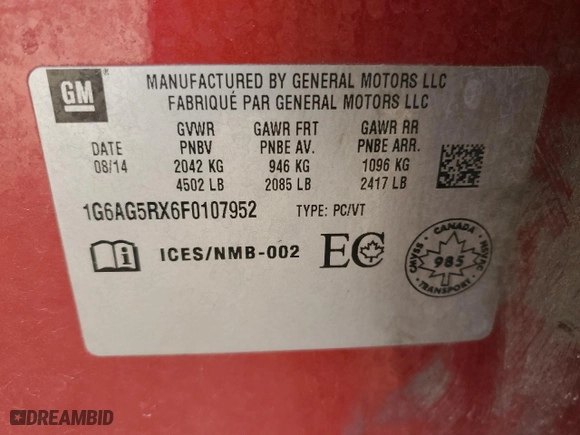 GM ®
MANUFACTURED BY GENERAL MOTORS LLC
FABRIQUÉ PAR GENERAL MOTORS LLC
GVWR GAWR FRT GAWR RR
DATE PNBV PNBE AV. PNBE ARR.
08/14 2042 KG 946 KG 1096 KG
4502 LB 2085 LB 2417 LB
1G6AG5RX6F0107952 TYPE: PC/VT
i ICES/NMB-002 EC
CANADA
CMVSS 985 NSVAC
TRANSPORT
DREAMBID